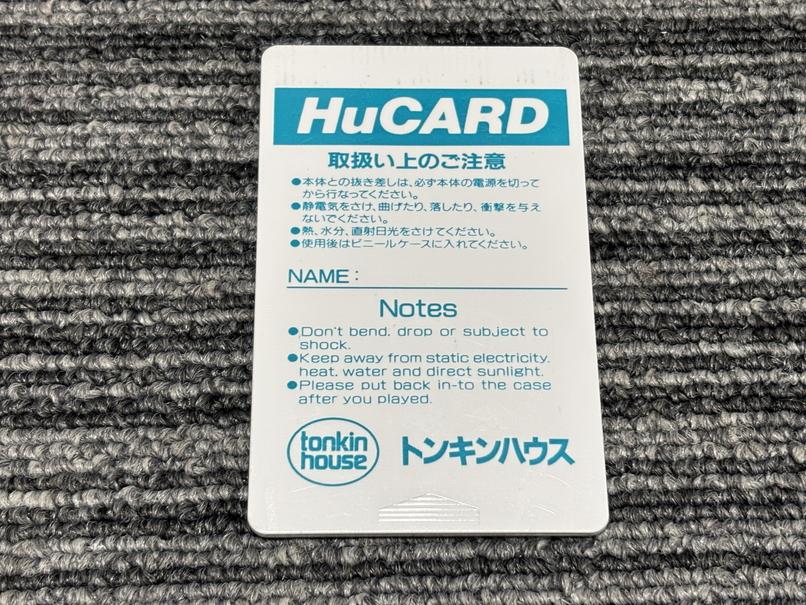 HuCARD
取扱い上のご注意
●本体との抜き差しは、必ず本体の電源を切って
から行なってください。
●静電気をさけ、曲げたり、落したり、衝撃を与え
ないでください。
●熱、水分、直射日光をさけてください。
●使用後はビニールケースに入れてください。
NAME:
Notes
●Don't bend, drop or subject to
shock.
●Keep away from static electricity,
heat, water and direct sunlight.
●Please put back in-to the case
after you played.
tonkin
house
トンキンハウス